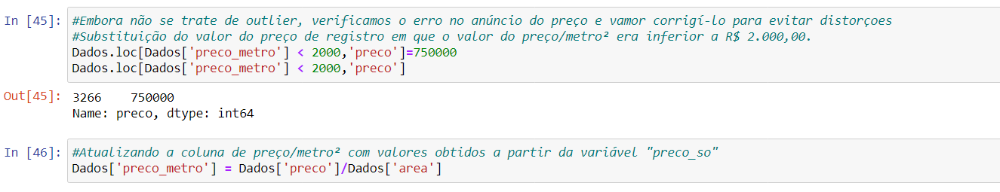 In [45]: #Embora não se trate de outlier, verificamos o erro no anúncio do preço e vamor corrigí-lo para evitar distorçoes
#Substituição do valor do preço de registro em que o valor do preço/metro² era inferior a R$ 2.000,00.
Dados.loc[Dados['preco_metro'] < 2000,'preco']=750000
Dados.loc[Dados['preco_metro'] < 2000,'preco']
Out[45]: 3266    750000
Name: preco, dtype: int64
In [46]: #Atualizando a coluna de preço/metro² com valores obtidos a partir da variável "preco_so"
Dados['preco_metro'] = Dados['preco']/Dados['area']